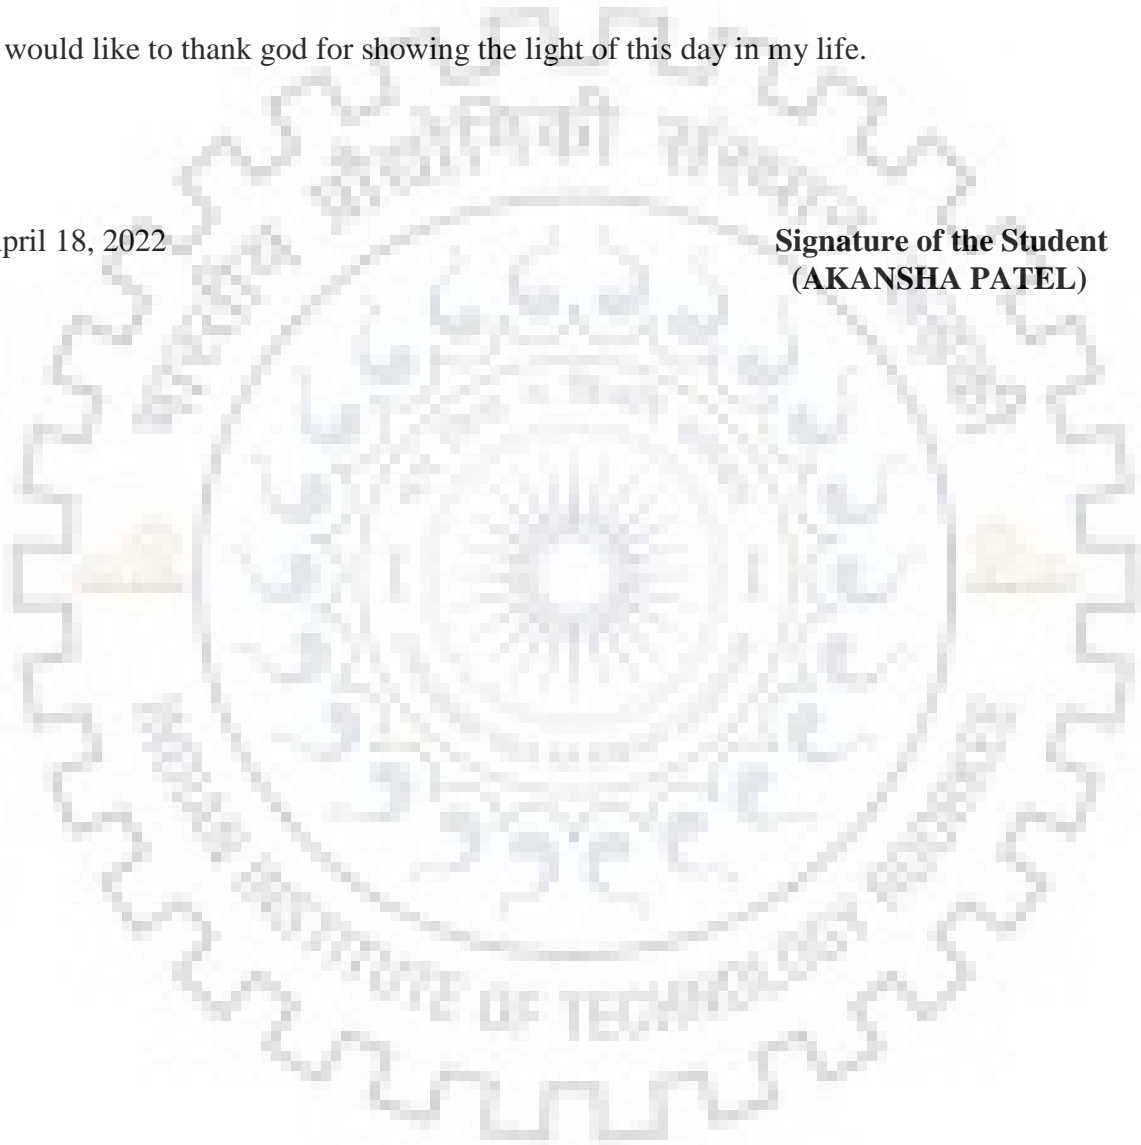 would like to thank god for showing the light of this day in my life.
pril 18, 2022
Signature of the Student
(AKANSHA PATEL)
INSTITUTE OF TECHNOLOGY